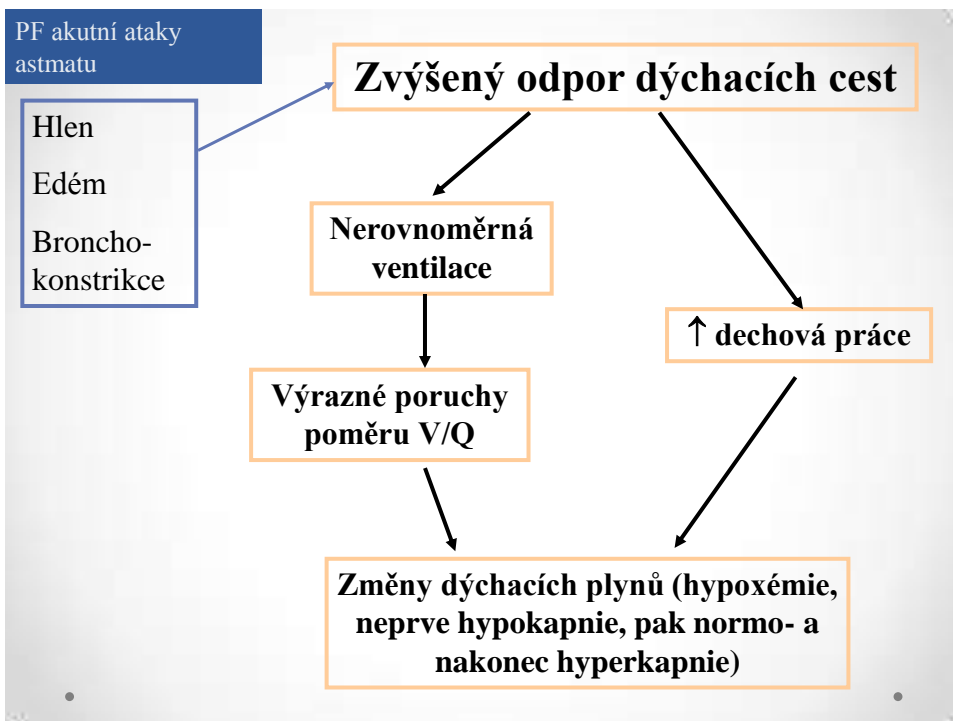 PF akutní ataky
astmatu
Zvýšený odpor dýchacích cest
Hlen
Edém
Broncho-
konstrikce
Nerovnoměrná
ventilace
↑ dechová práce
Výrazné poruchy
poměru V/Q
Změny dýchacích plynů (hypoxémie,
neprve hypokapnie, pak normo- a
nakonec hyperkapnie)